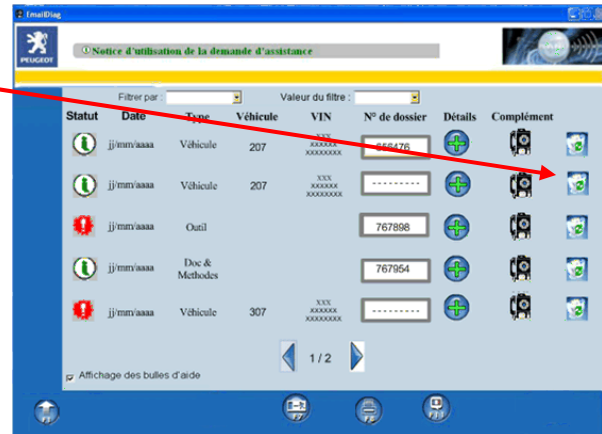 EmailDiag
PEUGEOT
Notice d'utilisation de la demande d'assistance
Filtrer par : Valeur du filtre :
Statut Date Type Véhicule VIN N° de dossier Détails Complément
jj/mm/aaaa Véhicule 207 XXX XXXXXX XXXXXXXX 656476
jj/mm/aaaa Véhicule 207 XXX XXXXXX XXXXXXXX ---------
jj/mm/aaaa Outil 767898
jj/mm/aaaa Doc & Methodes 767954
jj/mm/aaaa Véhicule 307 XXX XXXXXX XXXXXXXX ---------
1 / 2
Affichage des bulles d'aide